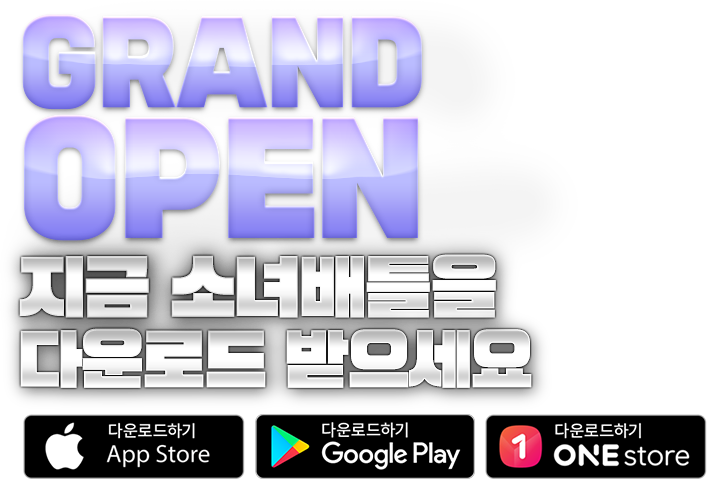 GRAND
OPEN
지금 소녀배틀을
다운로드 받으세요
다운로드하기
App Store
다운로드하기
Google Play
다운로드하기
1 ONE store